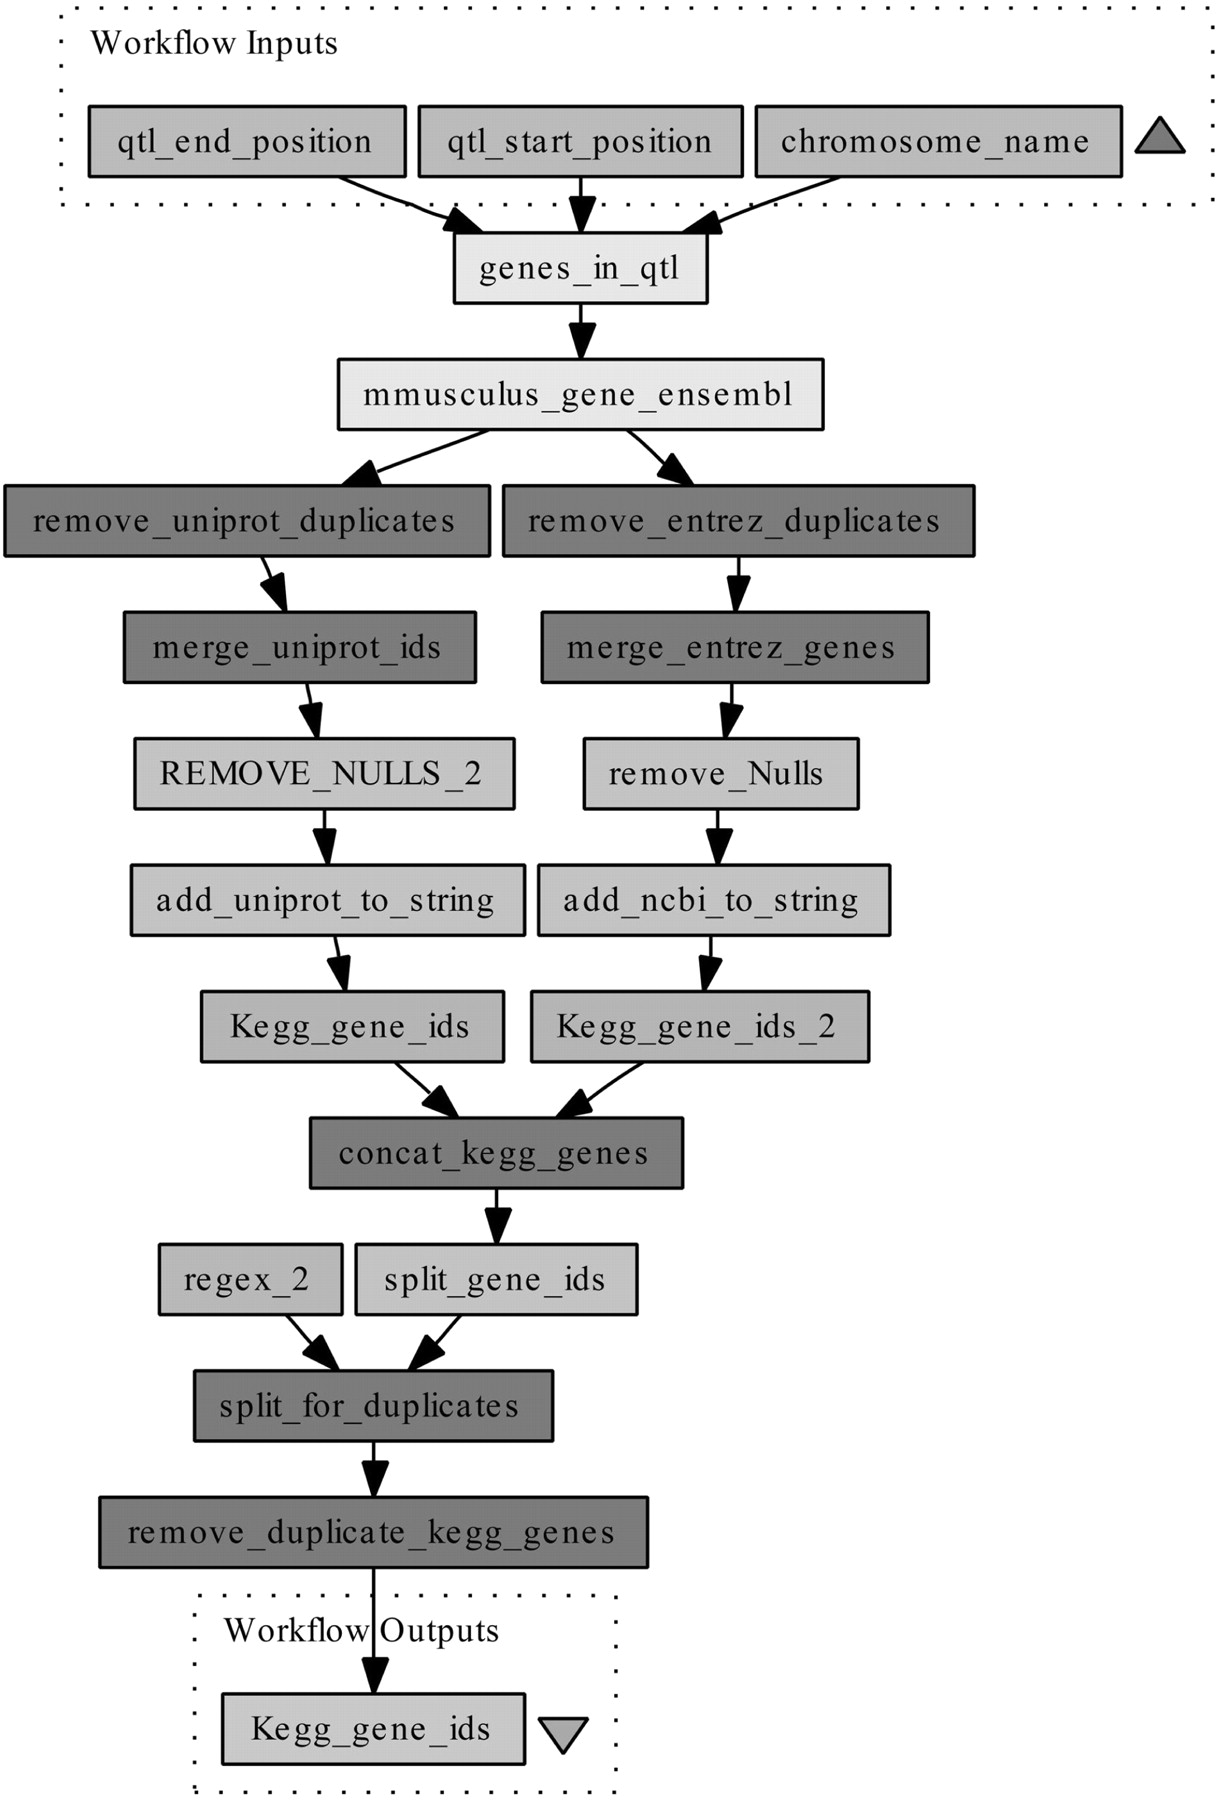 Workflow Inputs
qtl_end_position
qtl_start_position
chromosome_name
genes_in_qtl
mmusculus_gene_ensembl
remove_uniprot_duplicates
remove_entrez_duplicates
merge_uniprot_ids
merge_entrez_genes
REMOVE_NULLS_2
remove_Nulls
add_uniprot_to_string
add_ncbi_to_string
Kegg_gene_ids
Kegg_gene_ids_2
concat_kegg_genes
regex_2
split_gene_ids
split_for_duplicates
remove_duplicate_kegg_genes
Workflow Outputs
Kegg_gene_ids